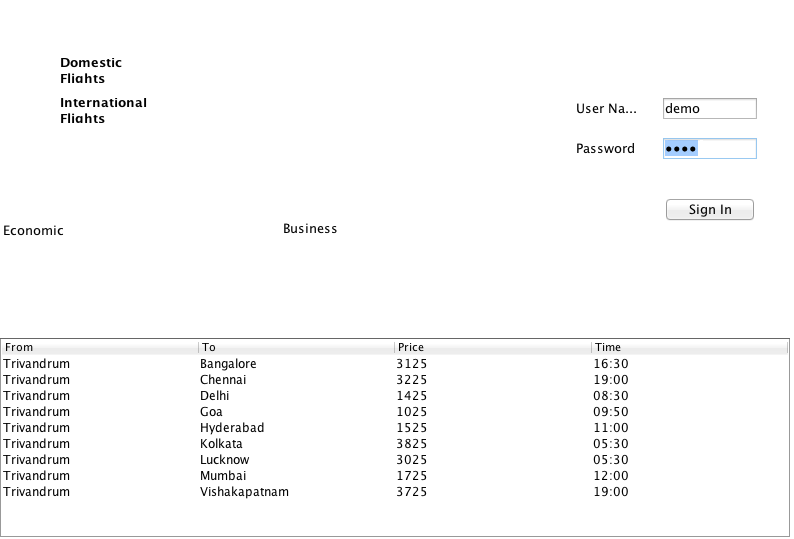 Domestic
Flights
International
Flights
User Na...
demo
Password
••••
Sign In
Economic
Business
From To Price Time
Trivandrum Bangalore 3125 16:30
Trivandrum Chennai 3225 19:00
Trivandrum Delhi 1425 08:30
Trivandrum Goa 1025 09:50
Trivandrum Hyderabad 1525 11:00
Trivandrum Kolkata 3825 05:30
Trivandrum Lucknow 3025 05:30
Trivandrum Mumbai 1725 12:00
Trivandrum Vishakapatnam 3725 19:00